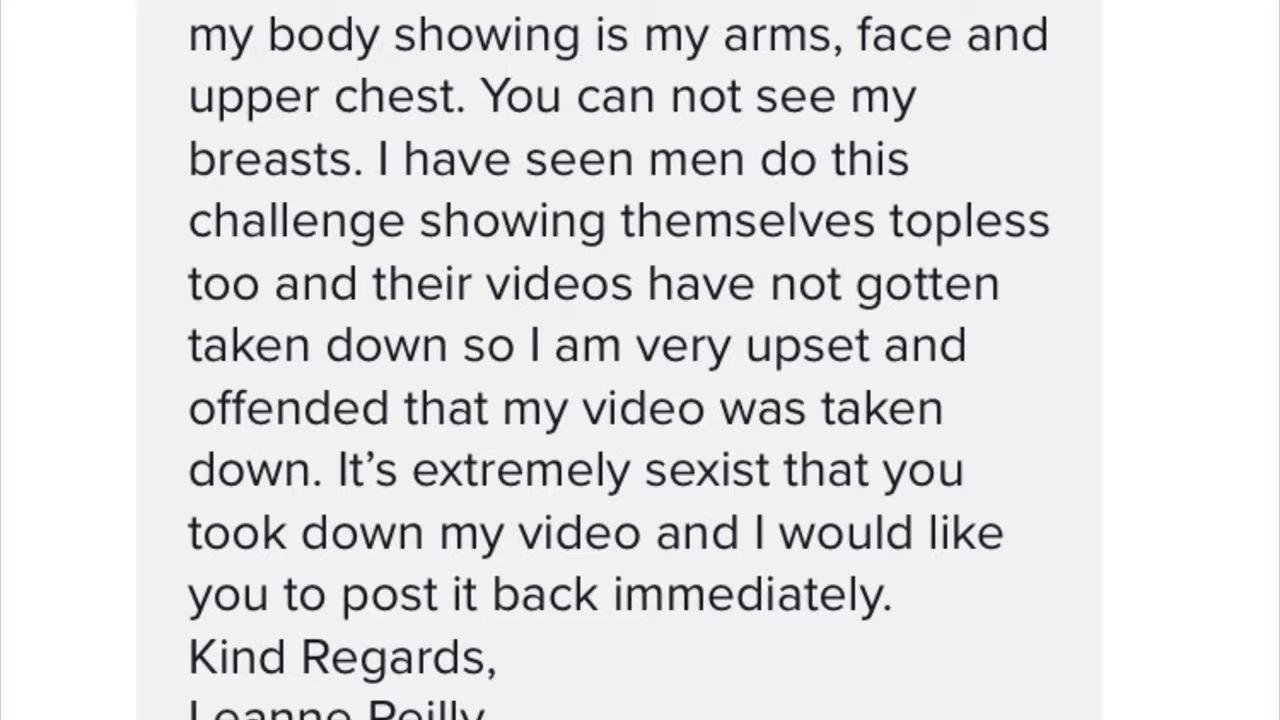 my body showing is my arms, face and
upper chest. You can not see my
breasts. I have seen men do this
challenge showing themselves topless
too and their videos have not gotten
taken down so I am very upset and
offended that my video was taken
down. It’s extremely sexist that you
took down my video and I would like
you to post it back immediately.
Kind Regards,
Leanne Reilly